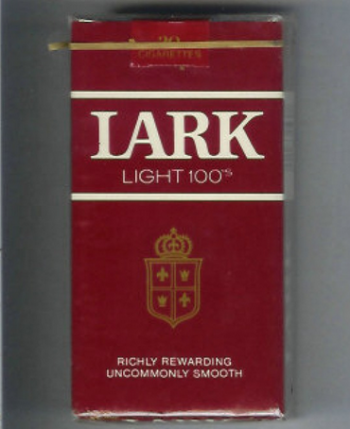 20
CIGARETTES
LARK
LIGHT 100's
RICHLY REWARDING
UNCOMMONLY SMOOTH